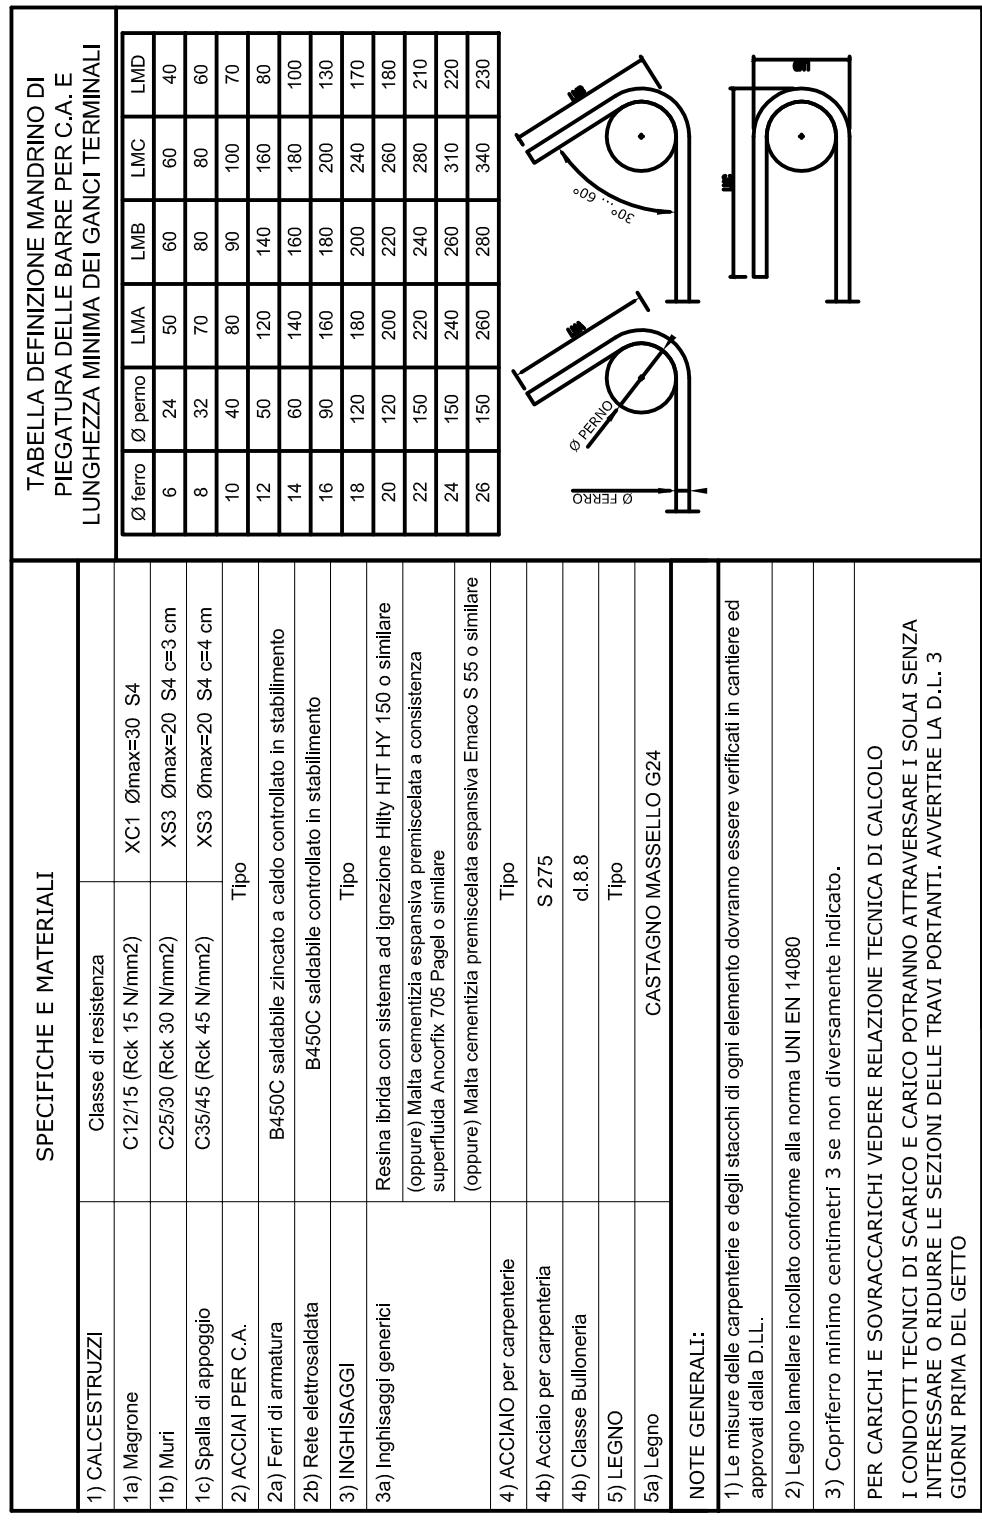 SPECIFICHE E MATERIALI
1) CALCESTRUZZI Classe di resistenza
1a) Magrone C12/15 (Rck 15 N/mm2) XC1 Ømax=30 S4
1b) Muri C25/30 (Rck 30 N/mm2) XS3 Ømax=20 S4 c=3 cm
1c) Spalla di appoggio C35/45 (Rck 45 N/mm2) XS3 Ømax=20 S4 c=4 cm
2) ACCIAI PER C.A. Tipo
2a) Ferri di armatura B450C saldabile zincato a caldo controllato in stabilimento
2b) Rete elettrosaldata B450C saldabile controllato in stabilimento
3) INGHISAGGI Tipo
3a) Inghisaggi generici Resina ibrida con sistema ad ignezione Hilty HIT HY 150 o similare
(oppure) Malta cementizia espansiva premiscelata a consistenza
superfluida Ancorfix 705 Pagel o similare
(oppure) Malta cementizia premiscelata espansiva Emaco S 55 o similare
4) ACCIAIO per carpenterie Tipo
4b) Acciaio per carpenteria S 275
4b) Classe Bulloneria cl.8.8
5) LEGNO Tipo
5a) Legno CASTAGNO MASSELLO G24
NOTE GENERALI:
1) Le misure delle carpenterie e degli stacchi di ogni elemento dovranno essere verificati in cantiere ed
approvati dalla D.LL.
2) Legno lamellare incollato conforme alla norma UNI EN 14080
3) Copriferro minimo centimetri 3 se non diversamente indicato.
PER CARICHI E SOVRACCARICHI VEDERE RELAZIONE TECNICA DI CALCOLO
I CONDOTTI TECNICI DI SCARICO E CARICO POTRANNO ATTRAVERSARE I SOLAI SENZA
INTERESSARE O RIDURRE LE SEZIONI DELLE TRAVI PORTANTI. AVVERTIRE LA D.L. 3
GIORNI PRIMA DEL GETTO
TABELLA DEFINIZIONE MANDRINO DI
PIEGATURA DELLE BARRE PER C.A. E
LUNGHEZZA MINIMA DEI GANCI TERMINALI
Ø ferro Ø perno LMA LMB LMC LMD
6 24 50 60 60 40
8 32 70 80 80 60
10 40 80 90 100 70
12 50 120 140 160 80
14 60 140 160 180 100
16 90 160 180 200 130
18 120 180 200 240 170
20 120 200 220 260 180
22 150 220 240 280 210
24 150 240 260 310 220
26 150 260 280 340 230
Ø FERRO
Ø PERNO
LMA
30° ... 60°
LMB
LMC
LMD